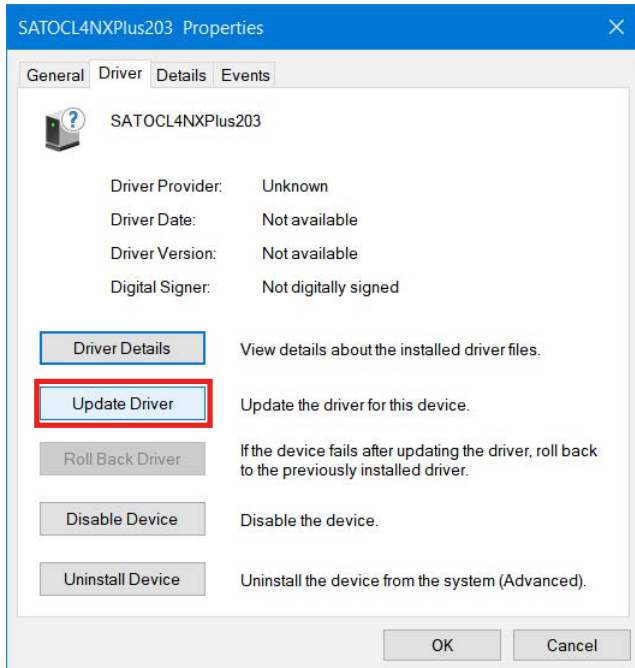 SATOCL4NXPlus203 Properties
General Driver Details Events
SATOCL4NXPlus203
Driver Provider: Unknown
Driver Date: Not available
Driver Version: Not available
Digital Signer: Not digitally signed
Driver Details View details about the installed driver files.
Update Driver Update the driver for this device.
Roll Back Driver If the device fails after updating the driver, roll back
to the previously installed driver.
Disable Device Disable the device.
Uninstall Device Uninstall the device from the system (Advanced).
OK Cancel